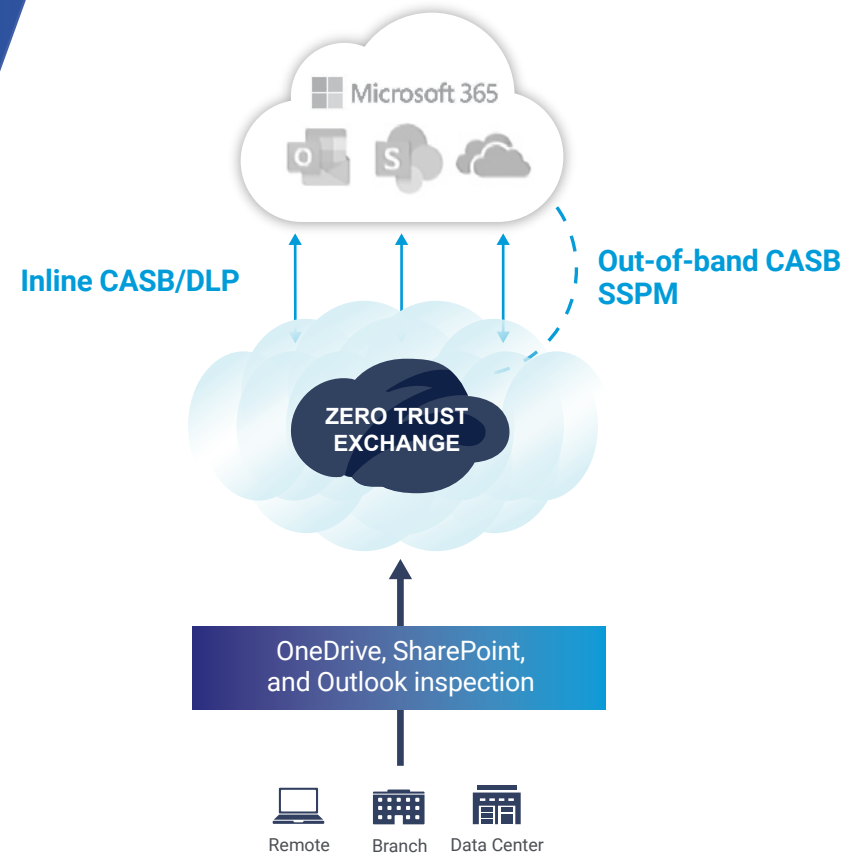 Microsoft 365
O
S
Inline CASB/DLP
Out-of-band CASB
SSPM
ZERO TRUST
EXCHANGE
OneDrive, SharePoint,
and Outlook inspection
Remote
Branch
Data Center